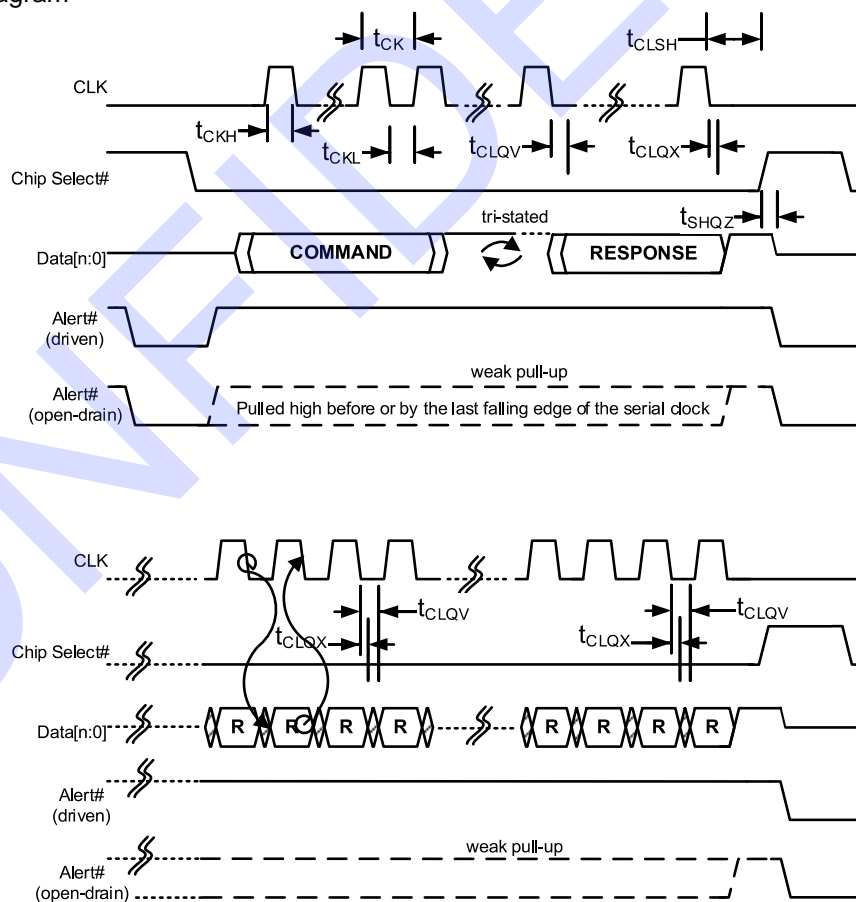 agram
tCK
tCLSH
CLK
tCKH
tCKL
tCLQV
tCLQX
Chip Select#
tSHQZ
tri-stated
Data[n:0]
COMMAND
RESPONSE
Alert#
(driven)
weak pull-up
Alert#
(open-drain)
Pulled high before or by the last falling edge of the serial clock
CLK
tCLQV
tCLQV
tCLQX
tCLQX
Chip Select#
Data[n:0]
R R R R R R R R
Alert#
(driven)
weak pull-up
Alert#
(open-drain)